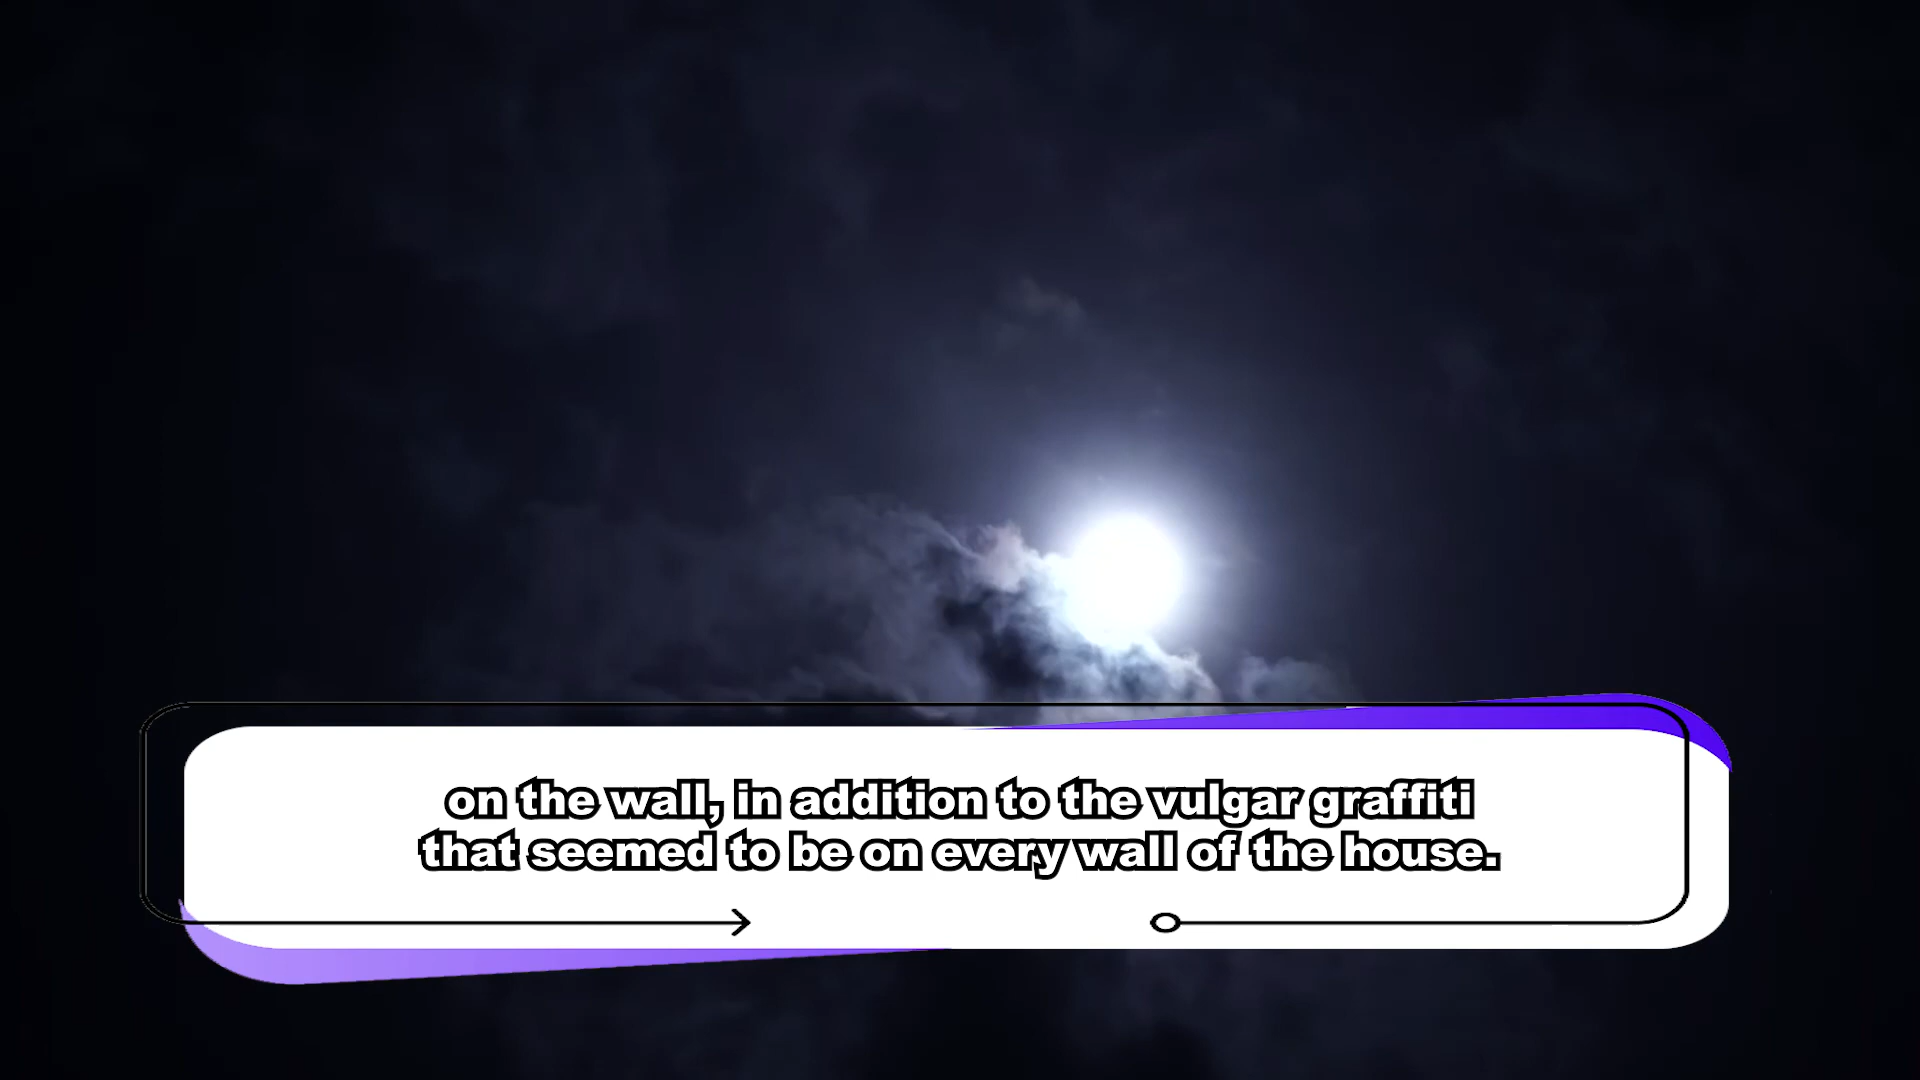 on the wall, in addition to the vulgar graffiti
that seemed to be on every wall of the house.